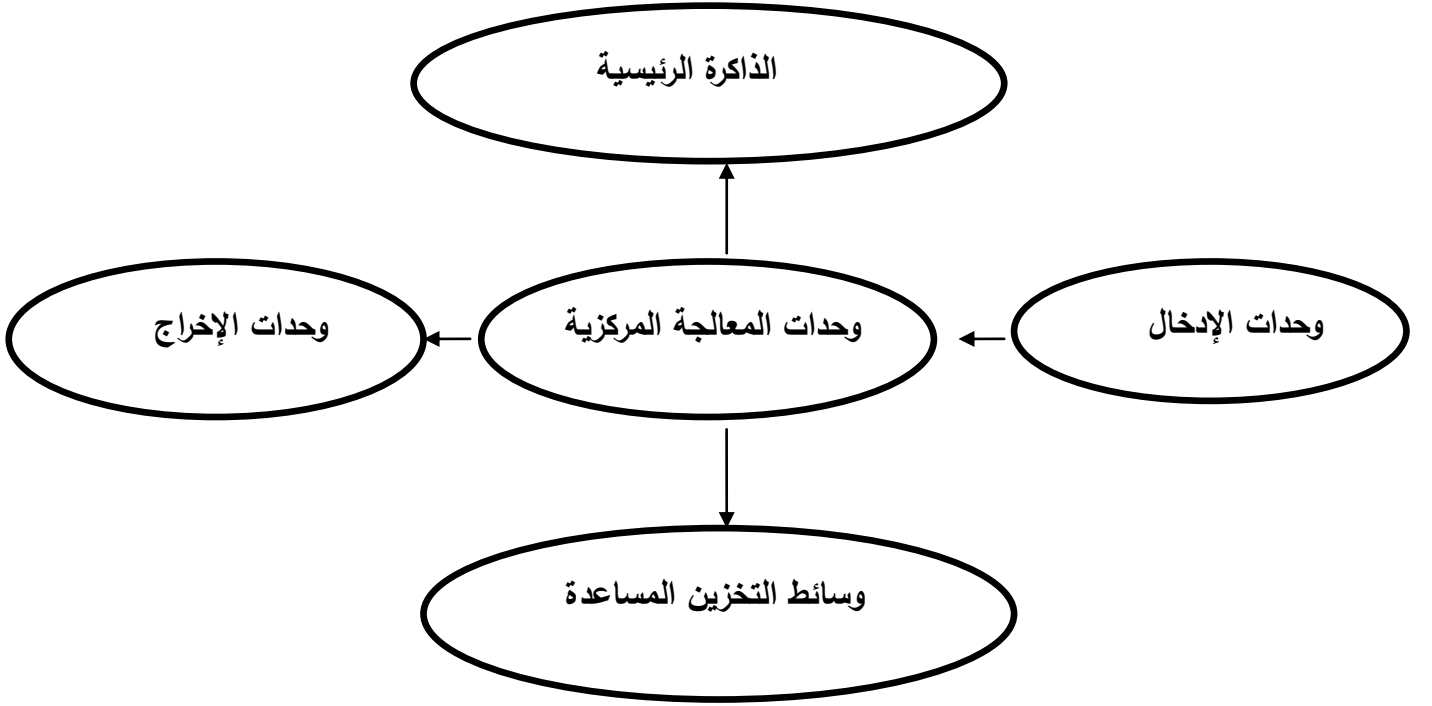 الذاكرة الرئيسية
وحدات الإدخال
وحدات المعالجة المركزية
وحدات الإخراج
وسائط التخزين المساعدة